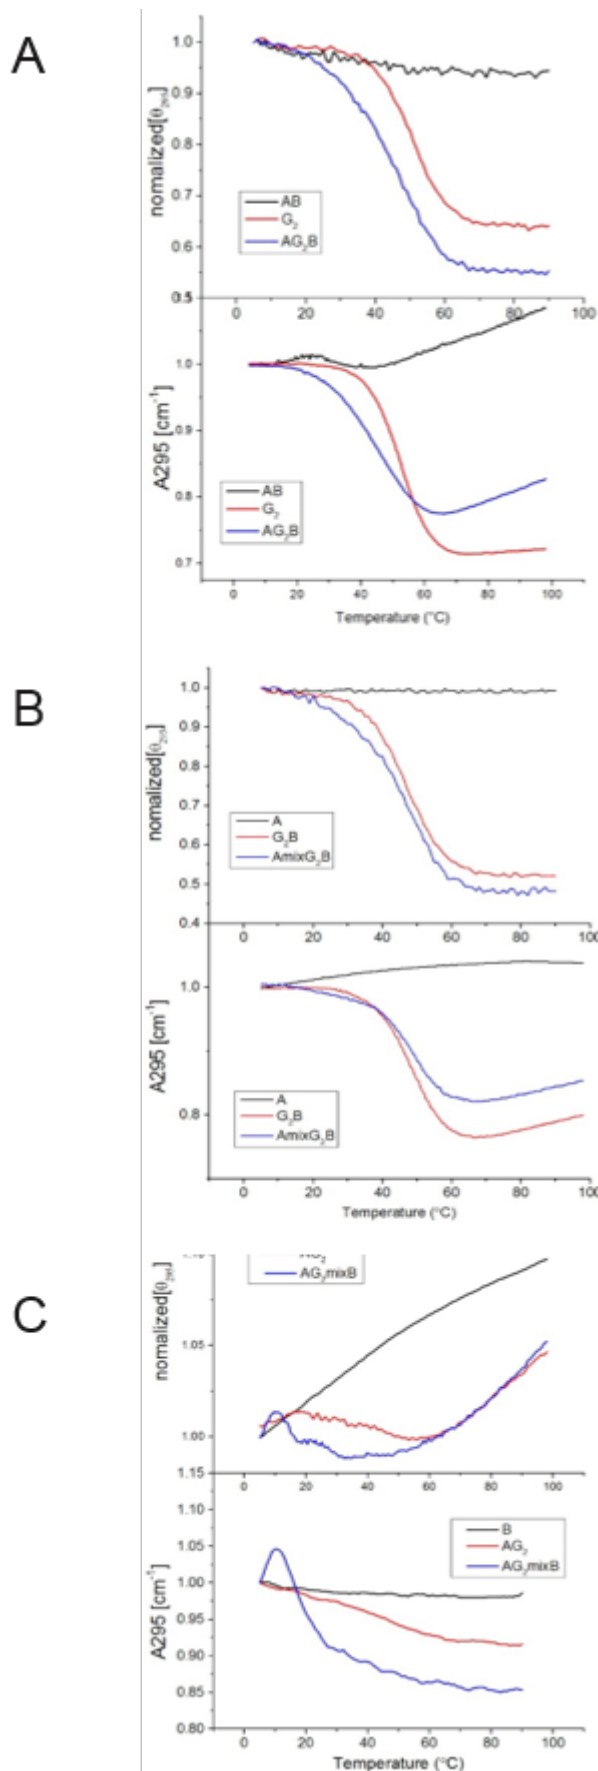 A
nomalized[θ295]
1.0
0.9
0.8
0.7
0.6
0.5
AB
G2
AG2B
0 20 40 60 80 100
A295 [cm-1]
1.0
0.9
0.8
0.7
AB
G2
AG2B
0 20 40 60 80 100
Temperature (°C)
B
nomalized[θ295]
1.0
0.9
0.8
0.7
0.6
0.5
0.4
A
G2B
AmixG2B
0 20 40 60 80 100
A295 [cm-1]
1.0
0.8
A
G2B
AmixG2B
0 20 40 60 80 100
Temperature (°C)
C
nomalized[θ295]
AG2mixB
1.05
1.00
0 20 40 60 80 100
A295 [cm-1]
1.15
1.05
1.00
0.95
0.90
0.85
0.80
B
AG2
AG2mixB
0 20 40 60 80 100
Temperature (°C)